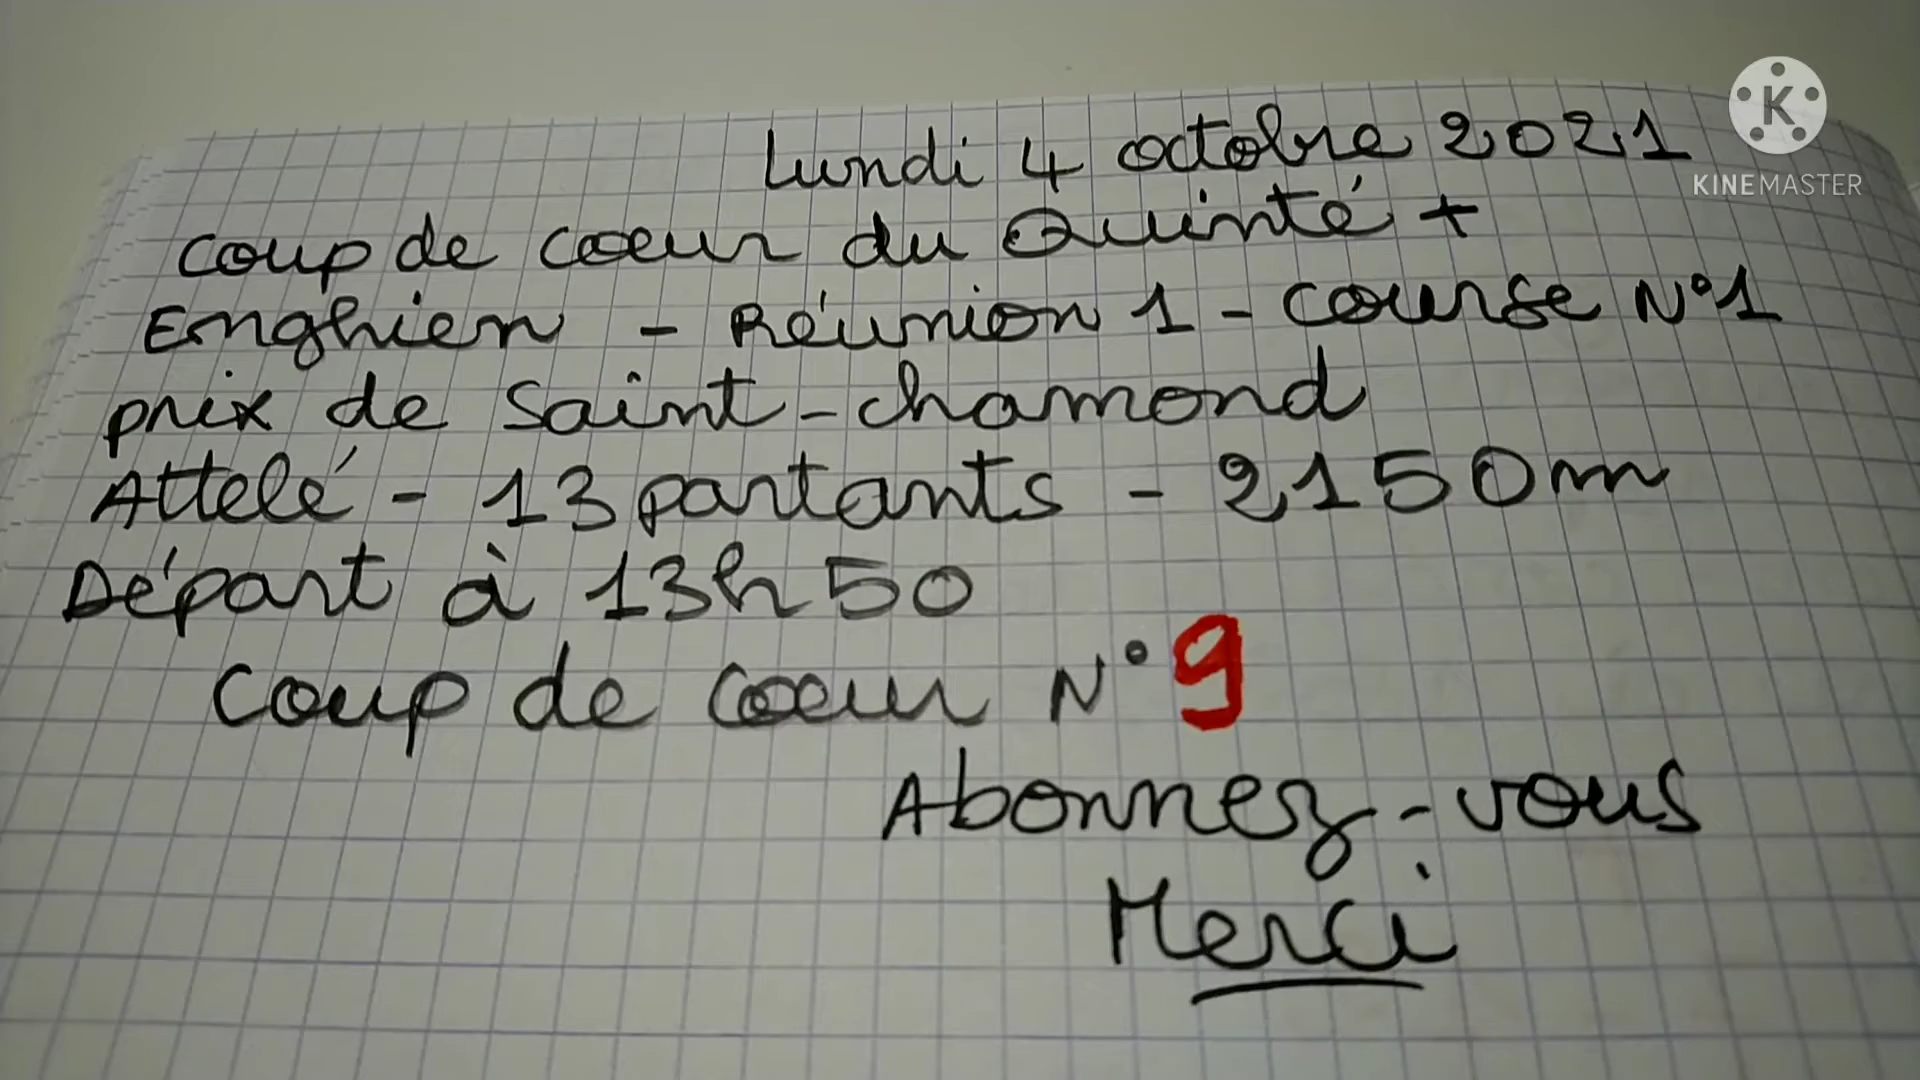 Lundi 4 octobre 2021
K
KINEMASTER
coup de coeur du Quinté +
Enghien - Réunion 1 - course N°1
prix de Saint-chamond
Attelé - 13 partants - 2150m
Départ à 13h50
Coup de coeur N°9
Abonnez-vous
Merci